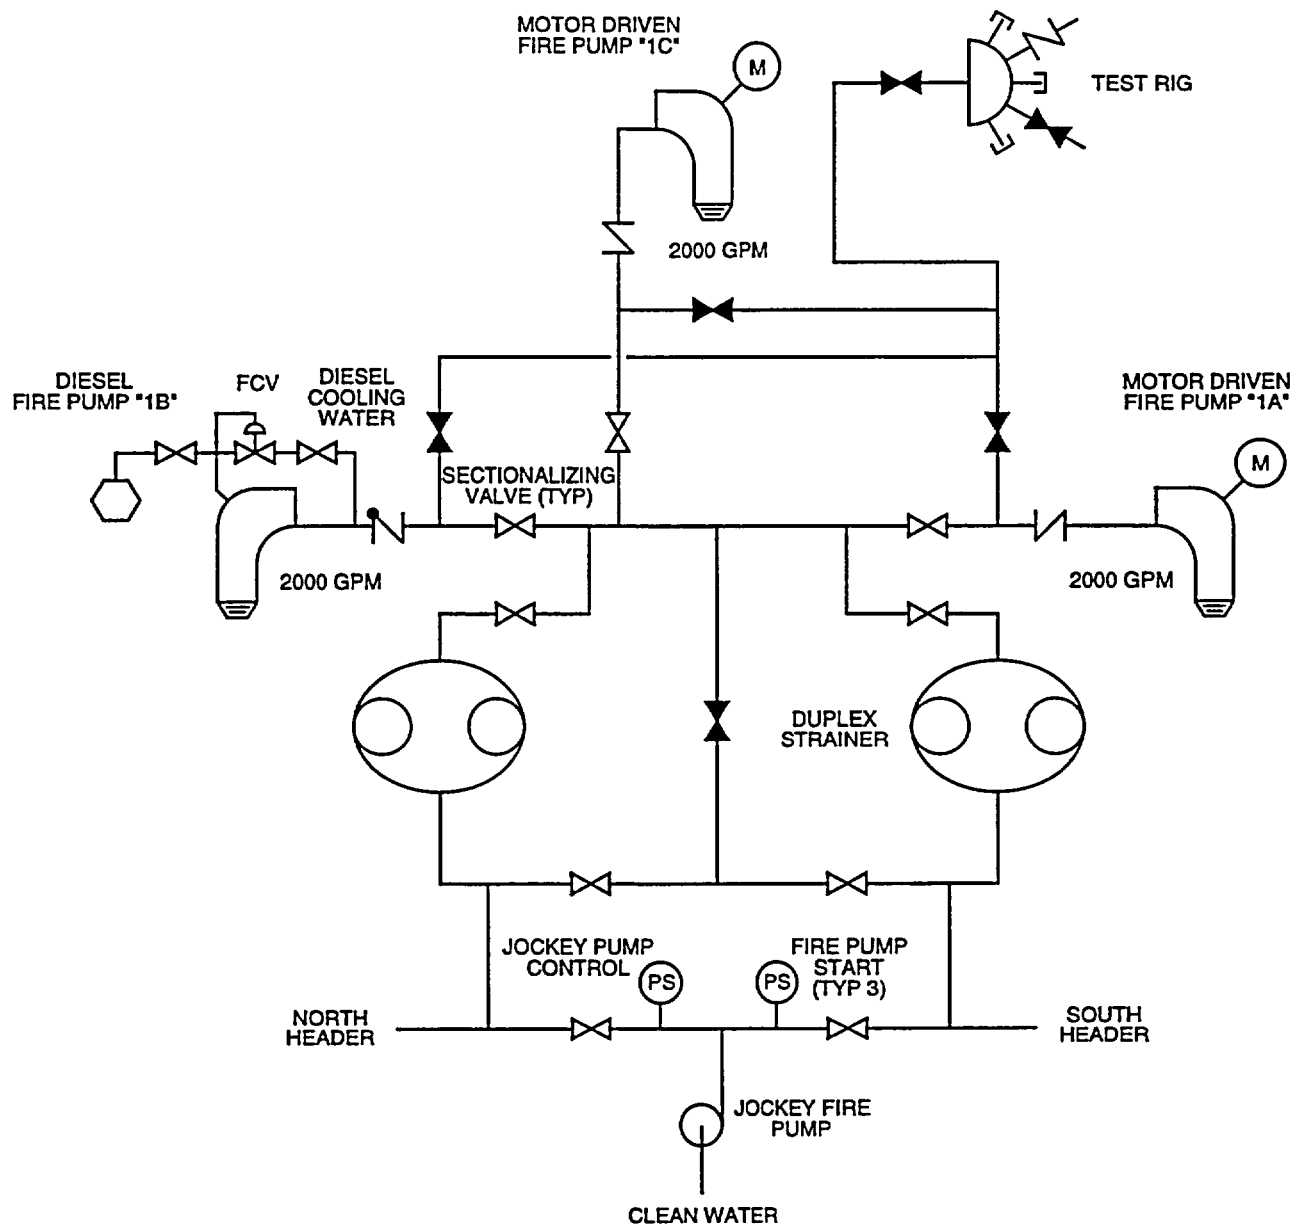 MOTOR DRIVEN
FIRE PUMP "1C"
M
TEST RIG
2000 GPM
DIESEL
FIRE PUMP "1B"
FCV
DIESEL
COOLING
WATER
MOTOR DRIVEN
FIRE PUMP "1A"
M
SECTIONALIZING
VALVE (TYP)
2000 GPM
2000 GPM
DUPLEX
STRAINER
JOCKEY PUMP
CONTROL
PS
FIRE PUMP
START
(TYP 3)
PS
NORTH
HEADER
SOUTH
HEADER
JOCKEY FIRE
PUMP
CLEAN WATER